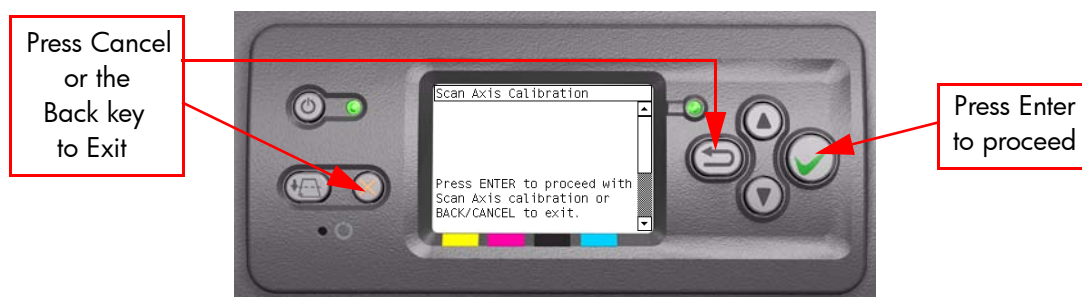 Press Cancel
or the
Back key
to Exit
Scan Axis Calibration
Press ENTER to proceed with
Scan Axis calibration or
BACK/CANCEL to exit.
Press Enter
to proceed